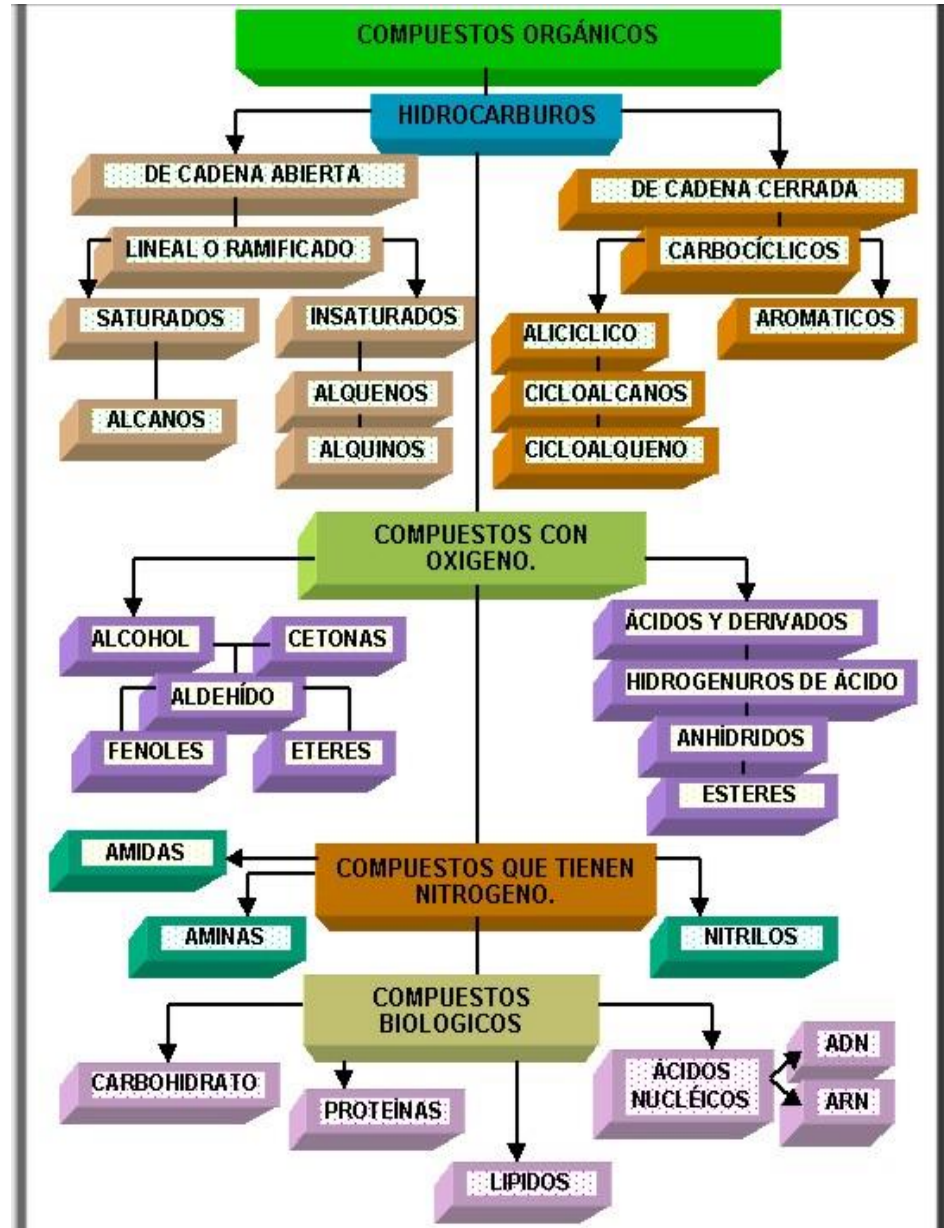 COMPUESTOS ORGÁNICOS
HIDROCARBUROS
DE CADENA ABIERTA
DE CADENA CERRADA
LINEAL O RAMIFICADO
CARBOCÍCLICOS
SATURADOS
INSATURADOS
ALICICLICO
AROMATICOS
ALCANOS
ALQUENOS
CICLOALCANOS
ALQUINOS
CICLOALQUENO
COMPUESTOS CON
OXIGENO.
ALCOHOL
CETONAS
ALDEHÍDO
FENOLES
ETERES
ÁCIDOS Y DERIVADOS
HIDROGENUROS DE ÁCIDO
ANHÍDRIDOS
ESTERES
AMIDAS
COMPUESTOS QUE TIENEN
NITROGENO.
AMINAS
NITRILOS
COMPUESTOS
BIOLOGICOS
CARBOHIDRATO
PROTEÌNAS
LIPIDOS
ÁCIDOS
NUCLÉICOS
ADN
ARN